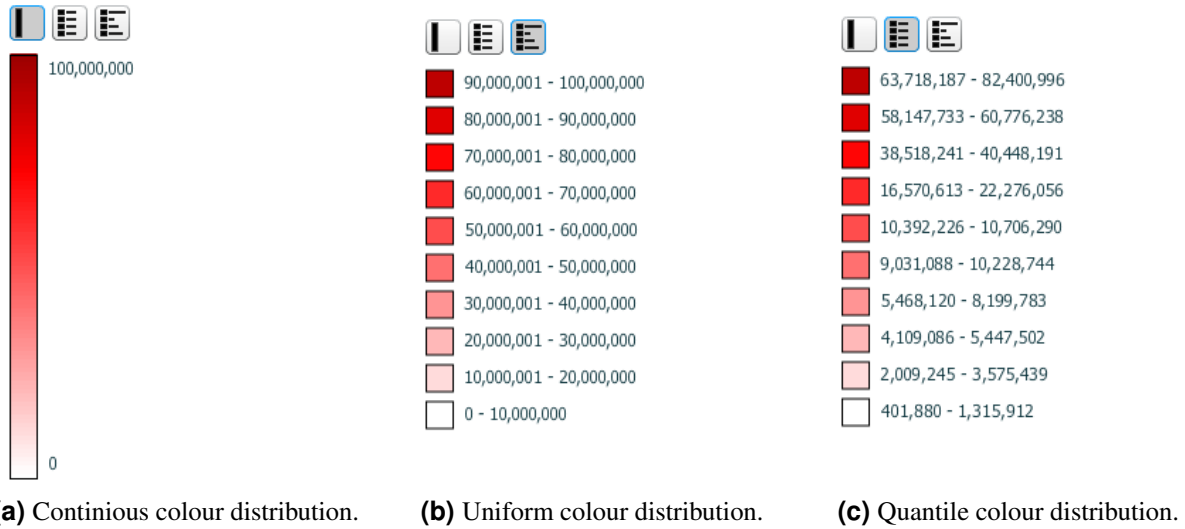 100,000,000
0
90,000,001 - 100,000,000
80,000,001 - 90,000,000
70,000,001 - 80,000,000
60,000,001 - 70,000,000
50,000,001 - 60,000,000
40,000,001 - 50,000,000
30,000,001 - 40,000,000
20,000,001 - 30,000,000
10,000,001 - 20,000,000
0 - 10,000,000
63,718,187 - 82,400,996
58,147,733 - 60,776,238
38,518,241 - 40,448,191
16,570,613 - 22,276,056
10,392,226 - 10,706,290
9,031,088 - 10,228,744
5,468,120 - 8,199,783
4,109,086 - 5,447,502
2,009,245 - 3,575,439
401,880 - 1,315,912
(a) Continious colour distribution.
(b) Uniform colour distribution.
(c) Quantile colour distribution.